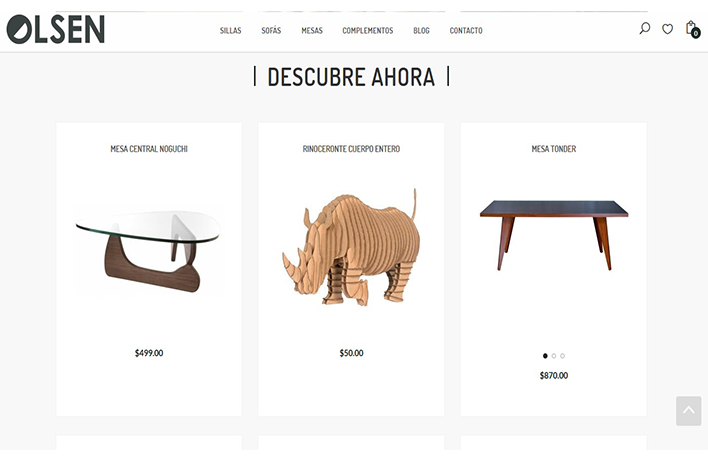 OLSEN
SILLAS SOFÁS MESAS COMPLEMENTOS BLOG CONTACTO
0
| DESCUBRE AHORA |
MESA CENTRAL NOGUCHI
RINOCERONTE CUERPO ENTERO
MESA TONDER
$499.00
$50.00
$870.00